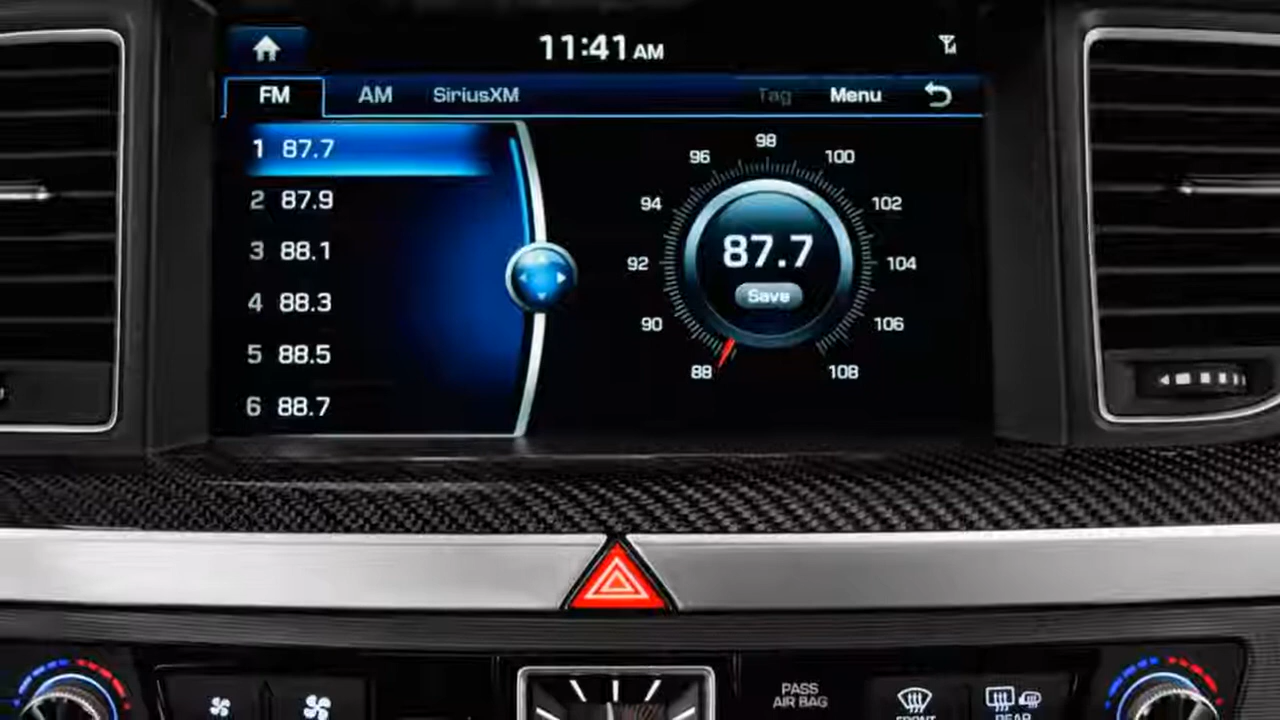 11:41 AM
FM AM SiriusXM Tag Menu
1 87.7
2 87.9
3 88.1
4 88.3
5 88.5
6 88.7
98
96 100
94 102
87.7
92 104
Save
90 106
88 108
PASS
AIR BAG
FRONT
REAR